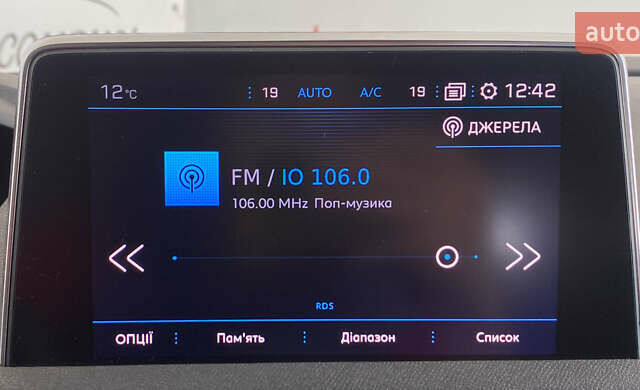 COMPANY
auto
12°C
19 AUTO A/C 19
12:42
ДЖЕРЕЛА
FM / IO 106.0
106.00 MHz Поп-музика
RDS
ОПЦІЇ Пам'ять Діапазон Список